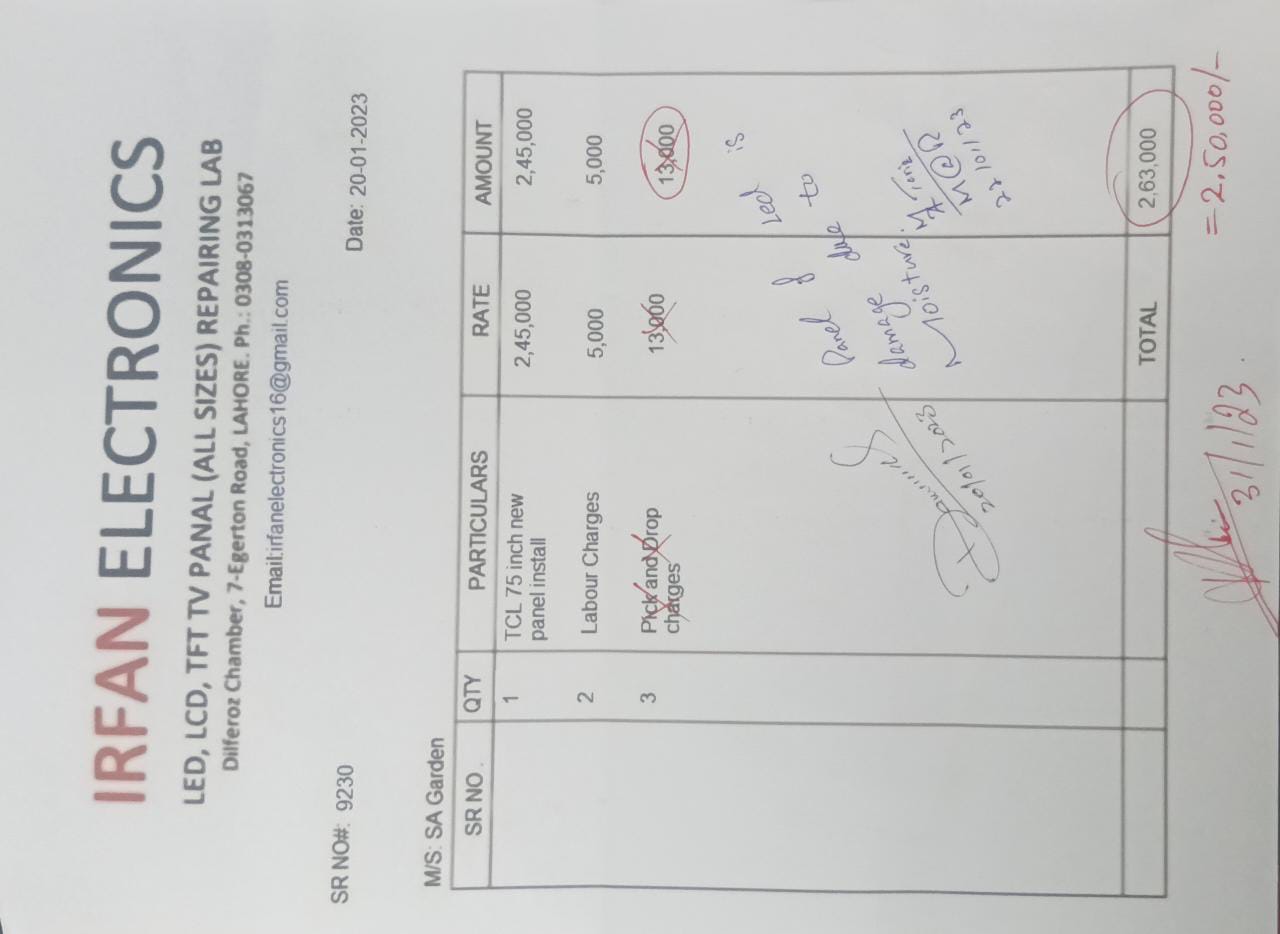 IRFAN ELECTRONICS
LED, LCD, TFT TV PANAL (ALL SIZES) REPAIRING LAB
Dilferoz Chamber, 7-Egerton Road, LAHORE. Ph.: 0308-0313067
Email:irfanelectronics16@gmail.com
SR NO#: 9230 Date: 20-01-2023
M/S: SA Garden
SR NO . QTY PARTICULARS RATE AMOUNT
1 TCL 75 inch new 2,45,000 2,45,000
panel install
2 Labour Charges 5,000 5,000
3 Pick and Drop 13,000 13,000
charges
Panel of Led is
damage due to
Moisture.
20/01/2023
TOTAL 2,63,000
= 2,50,000/-
31/1/23